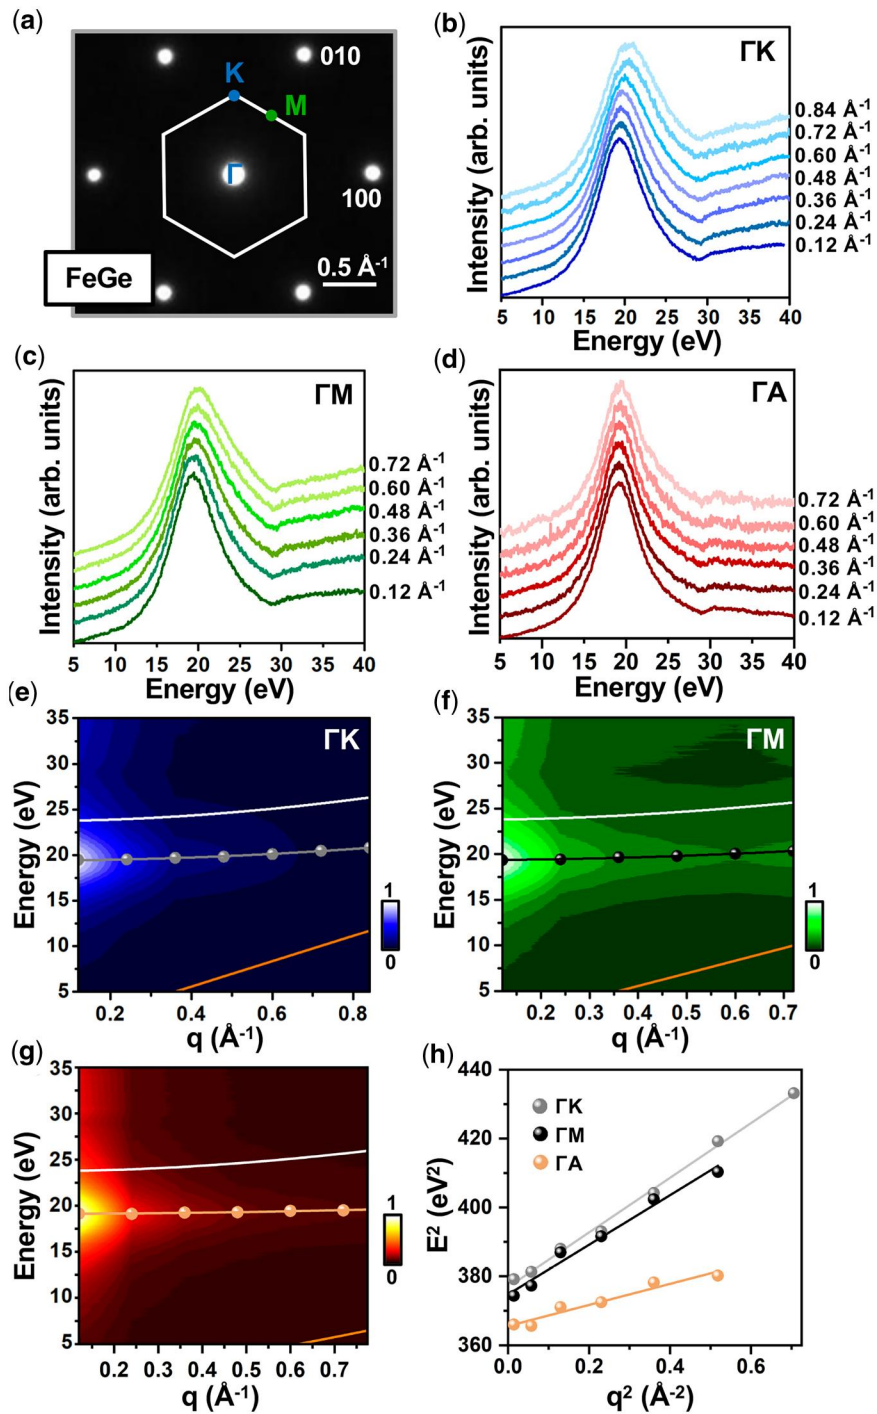 (a)
010
K
M
Γ
100
FeGe
0.5 Å-1
(b)
ΓK
Intensity (arb. units)
0.84 Å-1
0.72 Å-1
0.60 Å-1
0.48 Å-1
0.36 Å-1
0.24 Å-1
0.12 Å-1
5 10 15 20 25 30 35 40
Energy (eV)
(c)
ΓM
Intensity (arb. units)
0.72 Å-1
0.60 Å-1
0.48 Å-1
0.36 Å-1
0.24 Å-1
0.12 Å-1
5 10 15 20 25 30 35 40
Energy (eV)
(d)
ΓA
Intensity (arb. units)
0.72 Å-1
0.60 Å-1
0.48 Å-1
0.36 Å-1
0.24 Å-1
0.12 Å-1
5 10 15 20 25 30 35 40
Energy (eV)
(e)
ΓK
Energy (eV)
35
30
25
20
15
10
5
1
0
0.2 0.4 0.6 0.8
q (Å-1)
(f)
ΓM
Energy (eV)
35
30
25
20
15
10
5
1
0
0.2 0.3 0.4 0.5 0.6 0.7
q (Å-1)
(g)
Energy (eV)
35
30
25
20
15
10
5
1
0
0.2 0.3 0.4 0.5 0.6 0.7
q (Å-1)
(h)
ΓK
ΓM
ΓA
E2 (eV2)
440
420
400
380
360
0.0 0.2 0.4 0.6
q2 (Å-2)